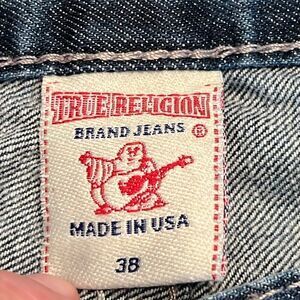 TRUE RELIGION
BRAND JEANS ®
MADE IN USA
38